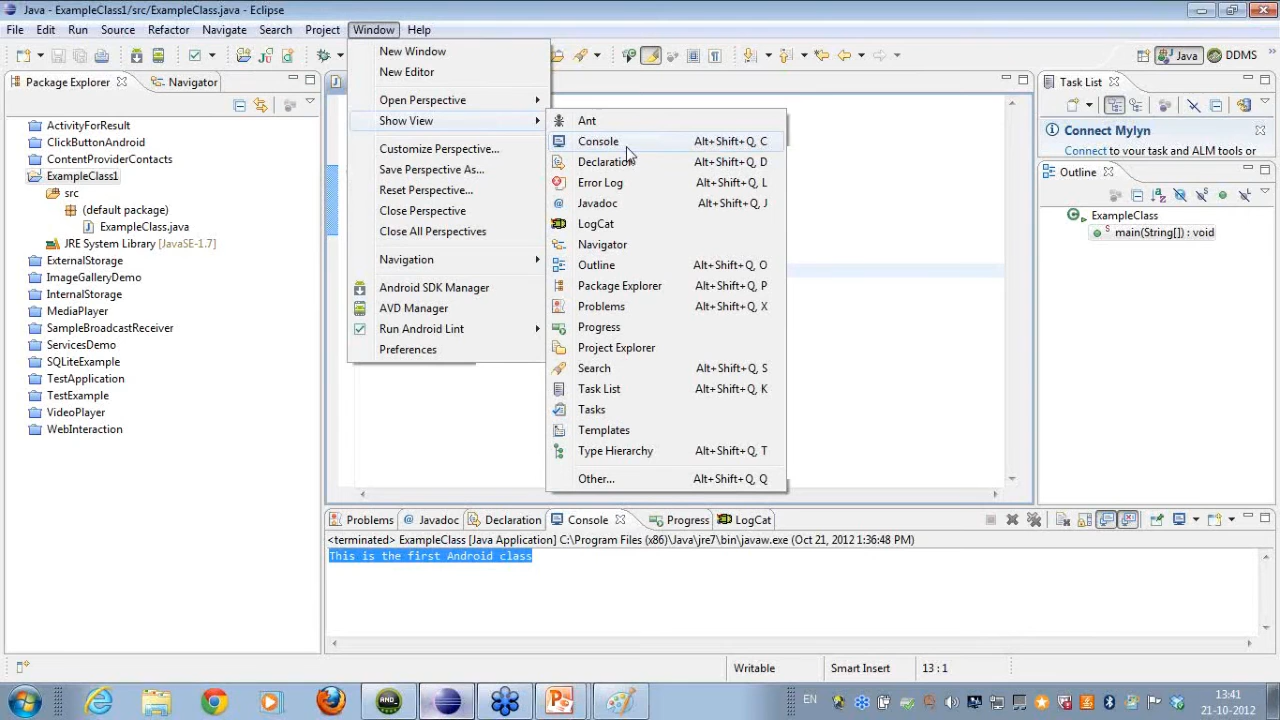 Java - ExampleClass1/src/ExampleClass.java - Eclipse
File Edit Run Source Refactor Navigate Search Project Window Help
Java DDMS
Package Explorer Navigator
ActivityForResult
ClickButtonAndroid
ContentProviderContacts
ExampleClass1
src
(default package)
ExampleClass.java
JRE System Library [JavaSE-1.7]
ExternalStorage
ImageGalleryDemo
InternalStorage
MediaPlayer
SampleBroadcastReceiver
ServicesDemo
SQLiteExample
TestApplication
TestExample
VideoPlayer
WebInteraction
New Window
New Editor
Open Perspective
Show View
Customize Perspective...
Save Perspective As...
Reset Perspective...
Close Perspective
Close All Perspectives
Navigation
Android SDK Manager
AVD Manager
Run Android Lint
Preferences
Ant
Console Alt+Shift+Q, C
Declaration Alt+Shift+Q, D
Error Log Alt+Shift+Q, L
Javadoc Alt+Shift+Q, J
LogCat
Navigator
Outline Alt+Shift+Q, O
Package Explorer Alt+Shift+Q, P
Problems Alt+Shift+Q, X
Progress
Project Explorer
Search Alt+Shift+Q, S
Task List Alt+Shift+Q, K
Tasks
Templates
Type Hierarchy Alt+Shift+Q, T
Other... Alt+Shift+Q, Q
Task List
Connect Mylyn
Connect to your task and ALM tools or
Outline
ExampleClass
main(String[]) : void
Problems Javadoc Declaration Console Progress LogCat
<terminated> ExampleClass [Java Application] C:\Program Files (x86)\Java\jre7\bin\javaw.exe (Oct 21, 2012 1:36:48 PM)
This is the first Android class
Writable Smart Insert 13 : 1
EN
13:41
21-10-2012